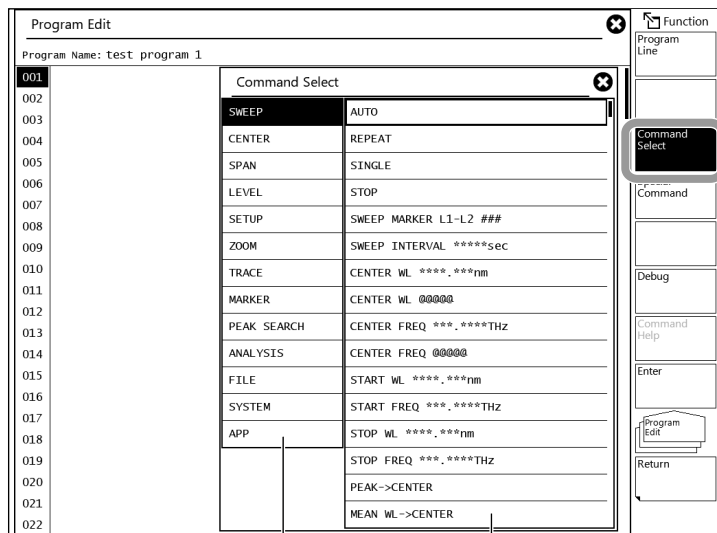 Program Edit
Program Name: test program 1
001
002
003
004
005
006
007
008
009
010
011
012
013
014
015
016
017
018
019
020
021
022
Command Select
SWEEP
CENTER
SPAN
LEVEL
SETUP
ZOOM
TRACE
MARKER
PEAK SEARCH
ANALYSIS
FILE
SYSTEM
APP
AUTO
REPEAT
SINGLE
STOP
SWEEP MARKER L1-L2 ###
SWEEP INTERVAL *****sec
CENTER WL ****.***nm
CENTER WL @@@@@
CENTER FREQ ***.****THz
CENTER FREQ @@@@@
START WL ****.***nm
START FREQ ***.****THz
STOP WL ****.***nm
STOP FREQ ***.****THz
PEAK->CENTER
MEAN WL->CENTER
Function
Program
Line
Command
Select
Special
Command
Debug
Command
Help
Enter
Program
Edit
Return